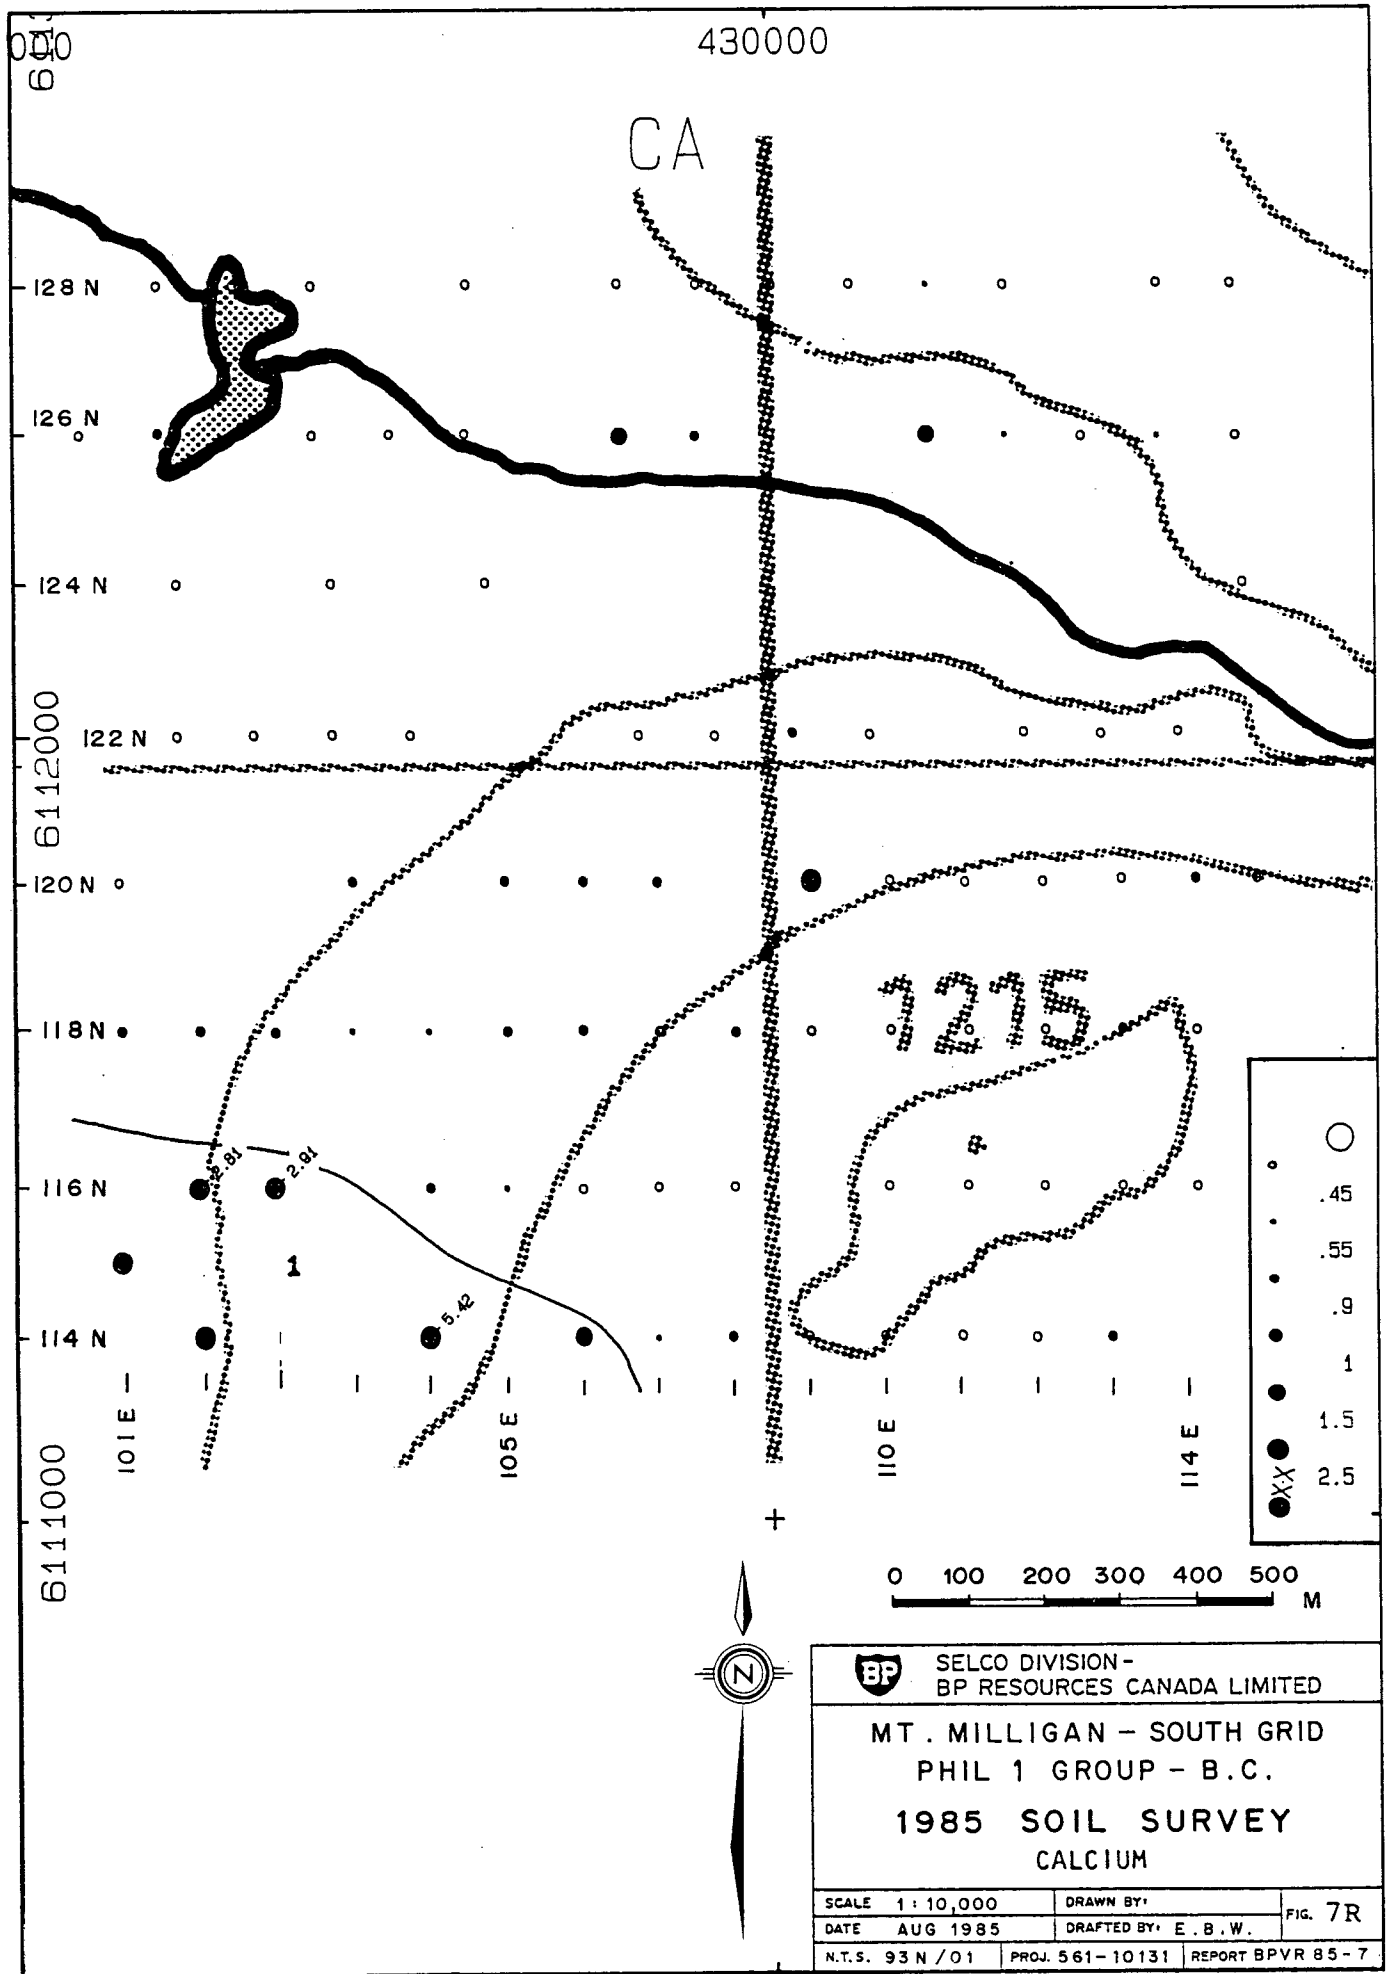 000
430000
CA
128 N
126 N
124 N
6112000
122 N
120 N
118 N
1215
116 N
2.81
2.91
1
114 N
5.42
101 E
105 E
110 E
114 E
6111000
.45
.55
.9
1
1.5
2.5
X.X
0 100 200 300 400 500
M
N
BP
SELCO DIVISION -
BP RESOURCES CANADA LIMITED
MT. MILLIGAN - SOUTH GRID
PHIL 1 GROUP - B.C.
1985 SOIL SURVEY
CALCIUM
SCALE 1 : 10,000 DRAWN BY:
DATE AUG 1985 DRAFTED BY: E.B.W.
FIG. 7R
N.T.S. 93 N / 01 PROJ. 561-10131 REPORT BPVR 85-7